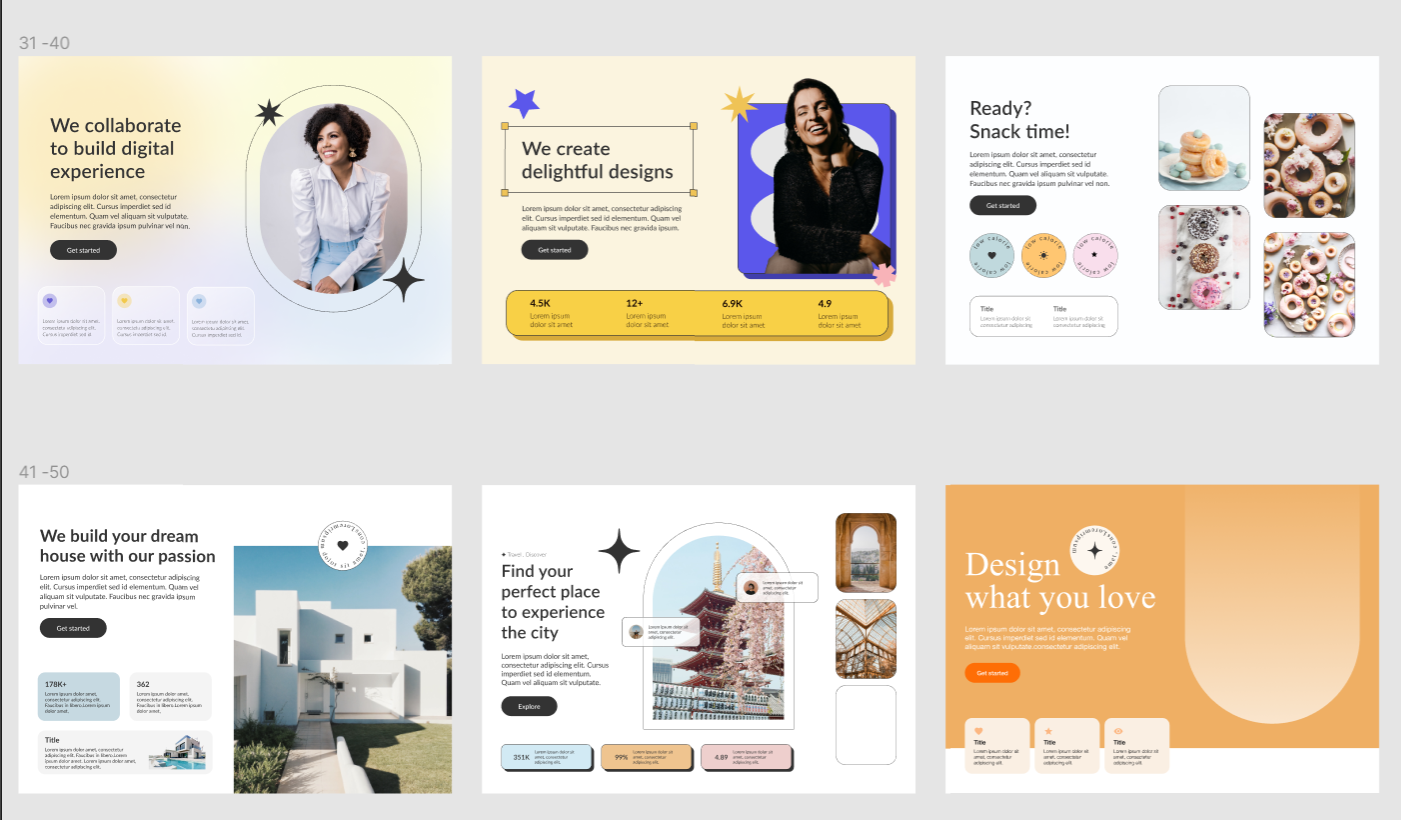 31 -40
We collaborate
to build digital
experience
Lorem ipsum dolor sit amet, consectetur
adipiscing elit. Cursus imperdiet sed id
elementum. Quam vel aliquam sit vulputate.
Faucibus nec gravida ipsum pulvinar vel non.
Get started
Lorem ipsum dolor sit amet,
consectetu adipiscing elit.
Cursus imperdiet sed id.
Lorem ipsum dolor sit amet,
consectetu adipiscing elit.
Cursus imperdiet sed id.
Lorem ipsum dolor sit amet,
consectetu adipiscing elit.
Cursus imperdiet sed id.
We create
delightful designs
Lorem ipsum dolor sit amet, consectetur adipiscing
elit. Cursus imperdiet sed id elementum. Quam vel
aliquam sit vulputate. Faucibus nec gravida ipsum.
Get started
4.5K
Lorem ipsum
dolor sit amet
12+
Lorem ipsum
dolor sit amet
6.9K
Lorem ipsum
dolor sit amet
4.9
Lorem ipsum
dolor sit amet
Ready?
Snack time!
Lorem ipsum dolor sit amet, consectetur
adipiscing elit. Cursus imperdiet sed id
elementum. Quam vel aliquam sit vulputate.
Faucibus nec gravida ipsum pulvinar vel non.
Get started
low calorie low calorie
low calorie low calorie
low calorie low calorie
Title
Lorem ipsum dolor sit
consectetur adipiscing
Title
Lorem ipsum dolor sit
consectetur adipiscing
41 -50
We build your dream
house with our passion
Lorem ipsum dolor sit amet, consectetur adipiscing
elit. Cursus imperdiet sed id elementum. Quam vel
aliquam sit vulputate. Faucibus nec gravida ipsum
pulvinar vel.
Get started
178K+
Lorem ipsum dolor amet,
consectetur adipiscing elit.
Faucibus in libero.Lorem ipsum
dolor amet.
362
Lorem ipsum dolor amet,
consectetur adipiscing elit.
Faucibus in libero.Lorem ipsum
dolor amet.
Title
Lorem ipsum dolor amet, consectetur
adipiscing elit. Faucibus in libero.Lorem
ipsum dolor sit amet, adipiscing elit,
consectetur adipiscing elit.
Travel, Discover
Find your
perfect place
to experience
the city
Lorem ipsum dolor sit amet,
consectetur adipiscing elit. Cursus
imperdiet sed id elementum.
Quam vel aliquam sit vulputate.
Explore
Lorem ipsum dolor sit
amet, consectetur
adipiscing elit.
Lorem ipsum dolor sit
amet, consectetur
adipiscing elit.
351K
Lorem ipsum dolor sit
amet, consectetur
adipiscing elit.
99%
Lorem ipsum dolor sit
amet, consectetur
adipiscing elit.
4.89
Lorem ipsum dolor sit
amet, consectetur
adipiscing elit.
Design
what you love
Lorem ipsum dolor sit amet, consectetur adipiscing
elit. Cursus imperdiet sed id elementum. Quam vel
aliquam sit vulputate.consectetur adipiscing elit.
Get started
Title
Lorem ipsum dolor sit
amet, consectetur
adipiscing elit.
Title
Lorem ipsum dolor sit
amet, consectetur
adipiscing elit.
Title
Lorem ipsum dolor sit
amet, consectetur
adipiscing elit.